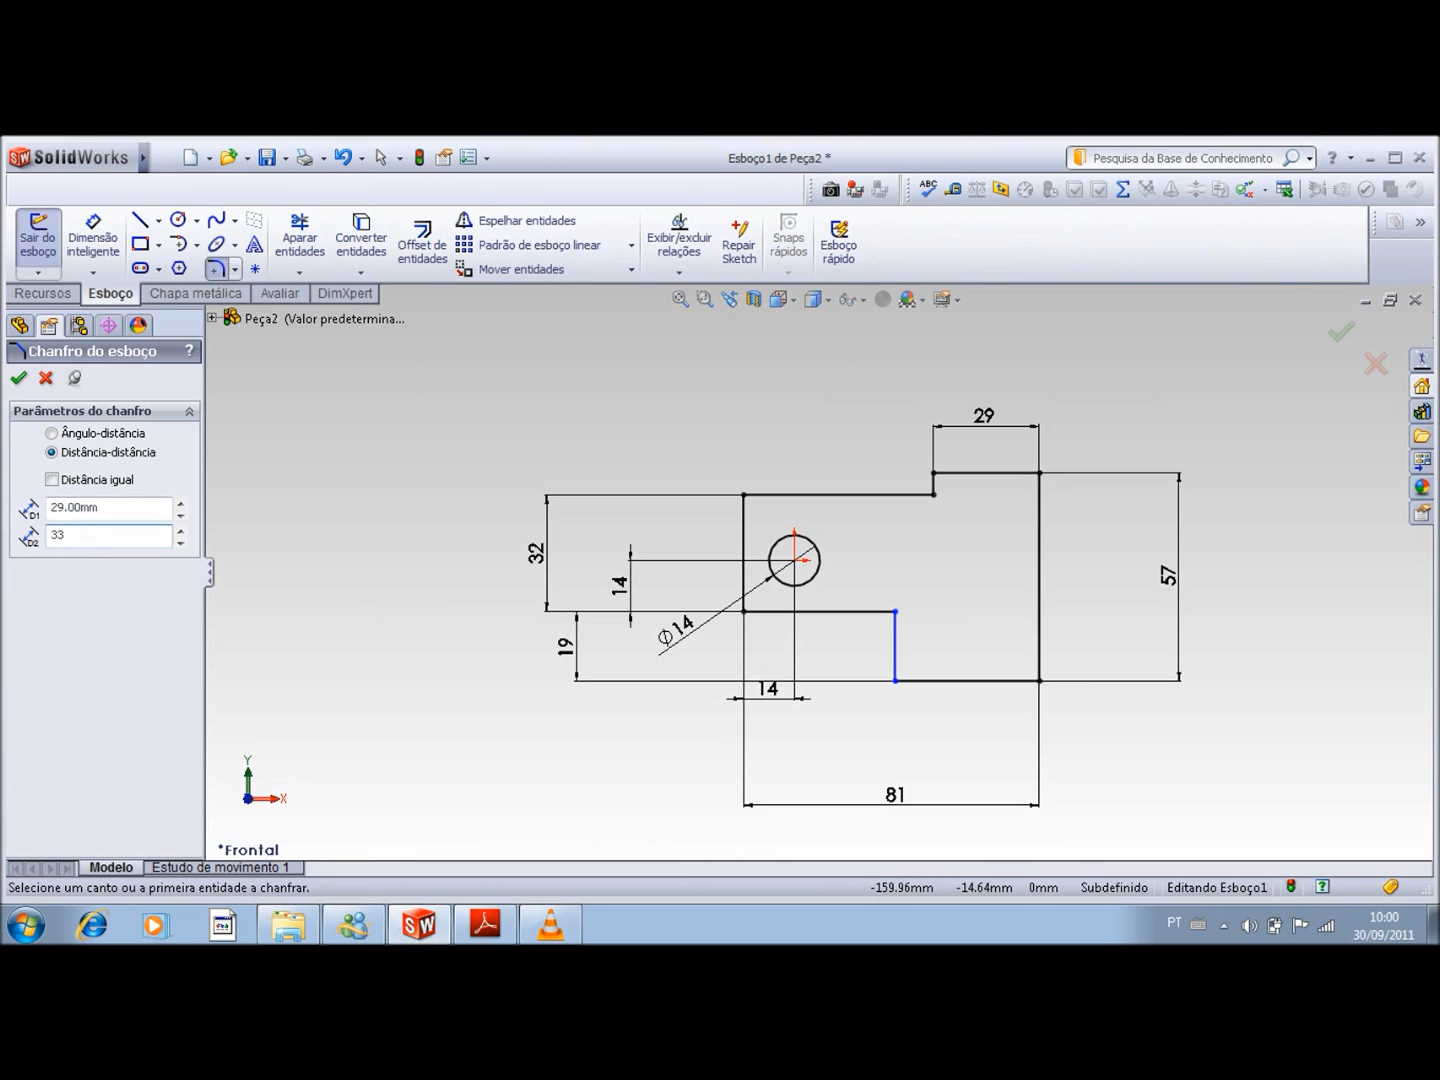 SolidWorks
Esboço1 de Peça2 *
Pesquisa da Base de Conhecimento
?
ABC
Sair do esboço
Dimensão inteligente
Aparar entidades
Converter entidades
Offset de entidades
Espelhar entidades
Padrão de esboço linear
Mover entidades
Exibir/excluir relações
Repair Sketch
Snaps rápidos
Esboço rápido
Recursos
Esboço
Chapa metálica
Avaliar
DimXpert
Peça2 (Valor predetermina...
Chanfro do esboço
?
Parâmetros do chanfro
Ângulo-distância
Distância-distância
Distância igual
D1
29.00mm
D2
33
29
32
14
19
Ø14
14
57
81
Y
X
*Frontal
Modelo
Estudo de movimento 1
Selecione um canto ou a primeira entidade a chanfrar.
-159.96mm
-14.64mm
0mm
Subdefinido
Editando Esboço1
?
PT
10:00
30/09/2011